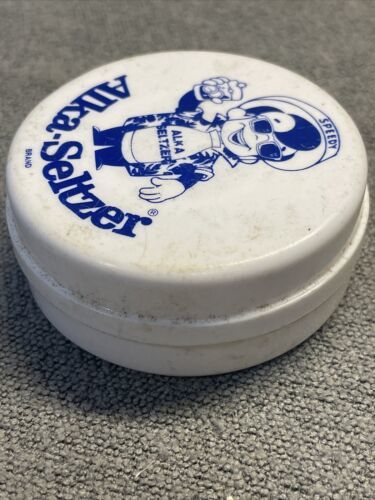 Alka-Seltzer®
BRAND
SPEEDY
ALKA
SELTZER